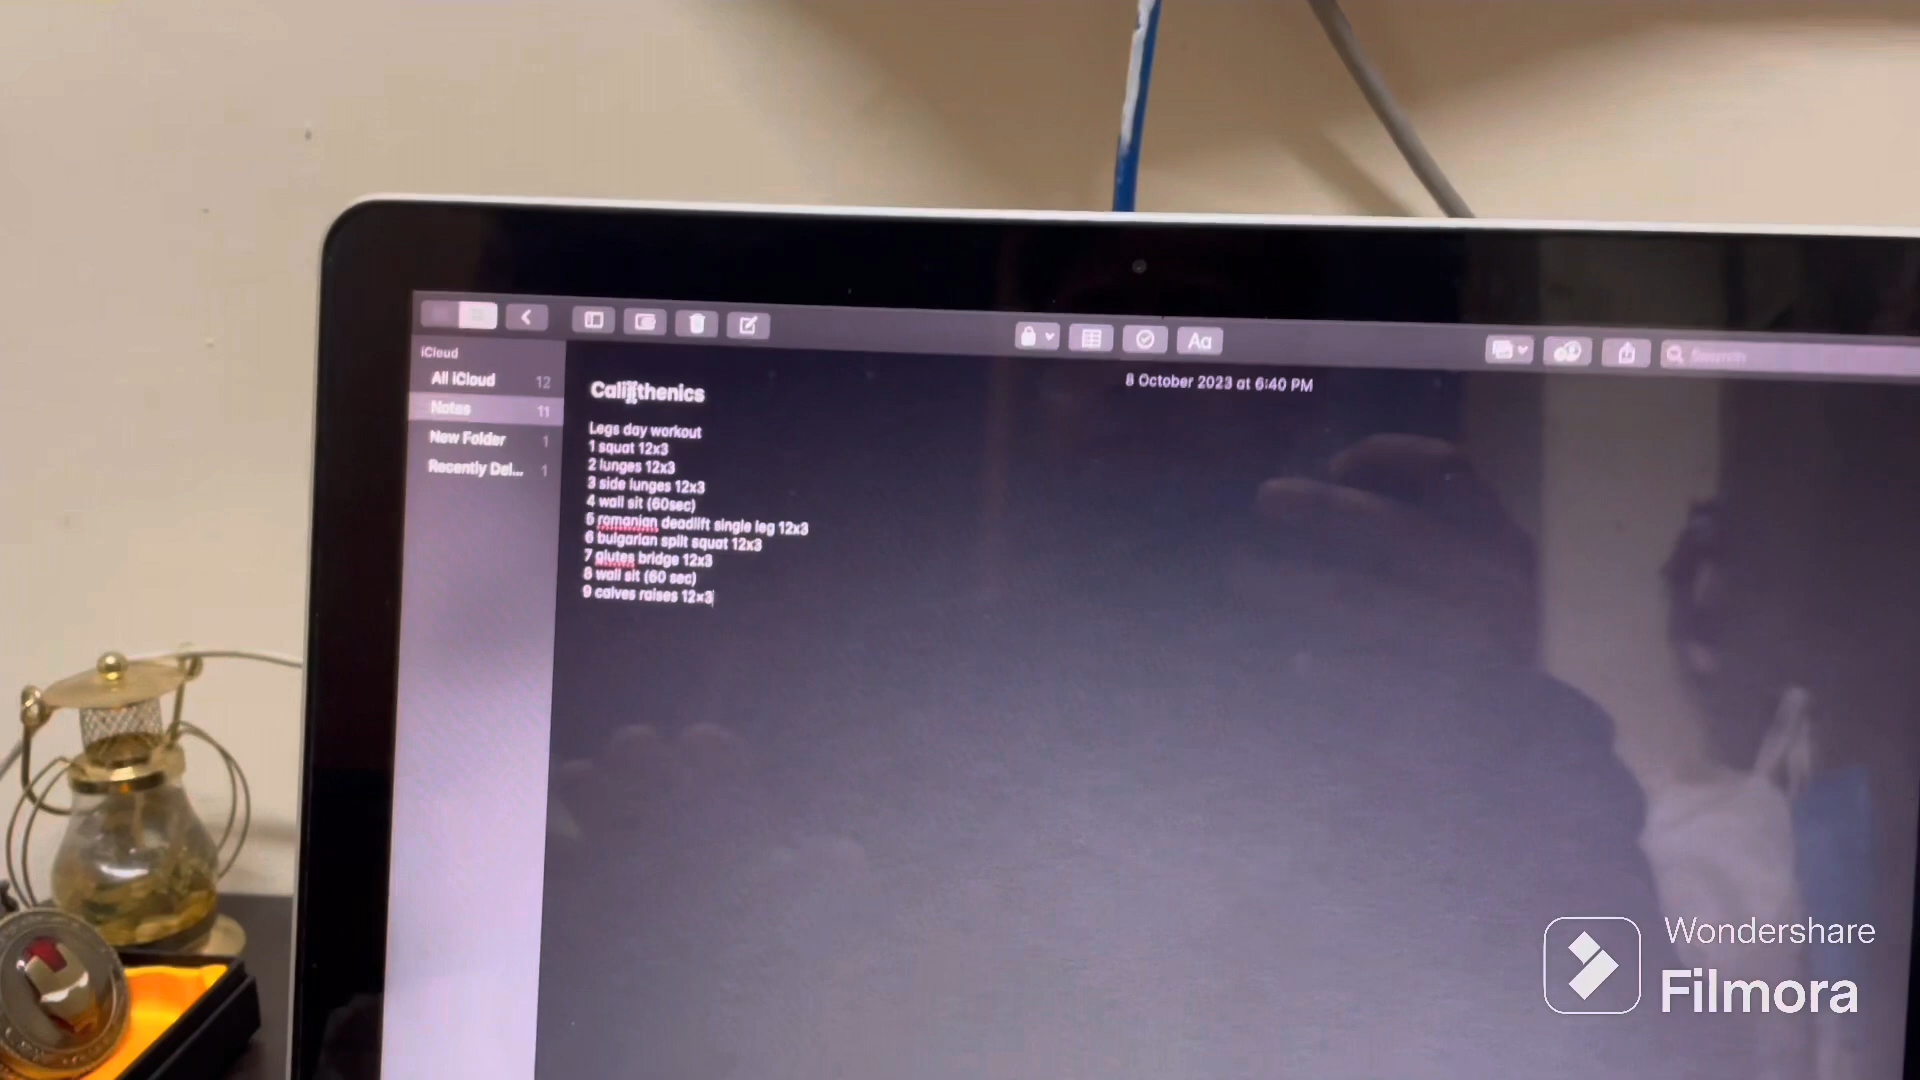 iCloud
All iCloud 12
Notes 11
New Folder 1
Recently Del... 1
Aa
Search
8 October 2023 at 6:40 PM
Calisthenics
Legs day workout
1 squat 12x3
2 lunges 12x3
3 side lunges 12x3
4 wall sit (60sec)
5 romanian deadlift single leg 12x3
6 bulgarian split squat 12x3
7 glutes bridge 12x3
8 wall sit (60 sec)
9 calves raises 12x3
Wondershare
Filmora